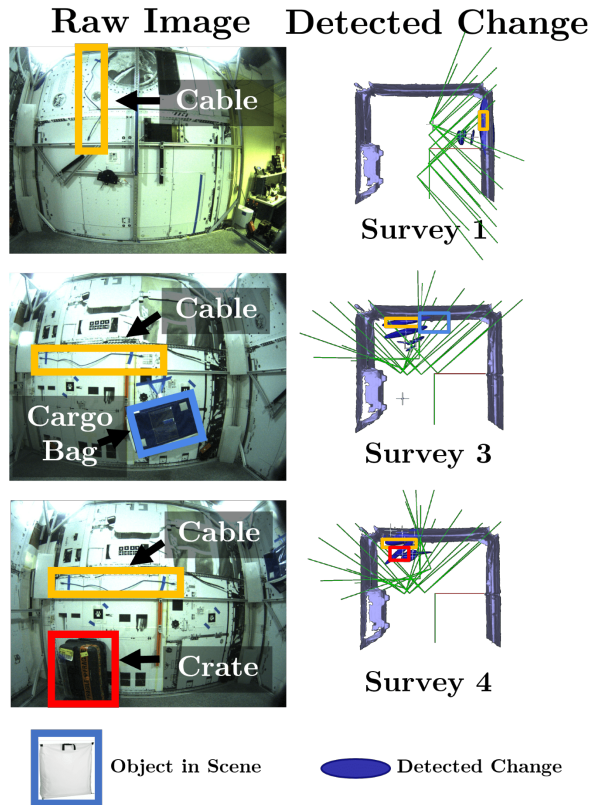 Raw Image
Detected Change
Cable
Survey 1
Cable
Cargo
Bag
Survey 3
Cable
Crate
Survey 4
Object in Scene
Detected Change